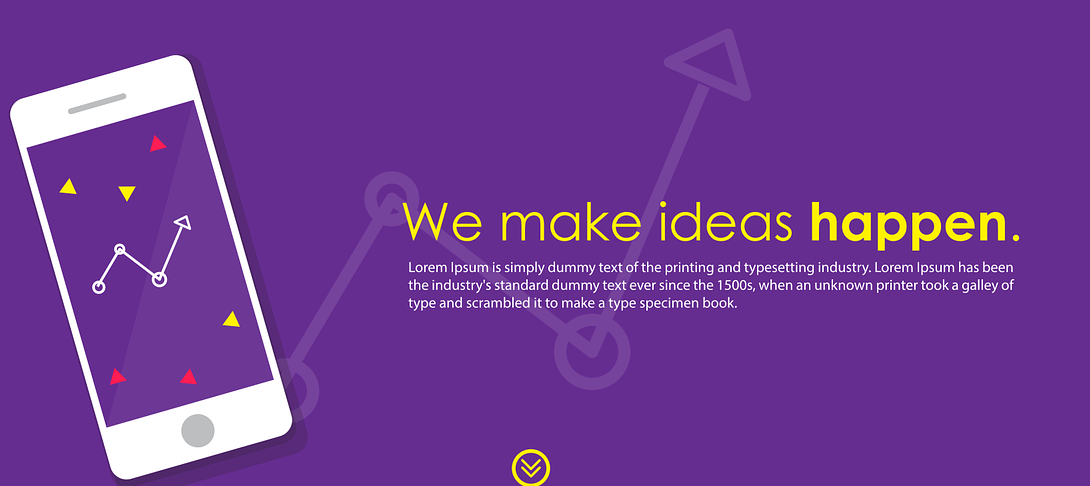 We make ideas happen.
Lorem Ipsum is simply dummy text of the printing and typesetting industry. Lorem Ipsum has been
the industry's standard dummy text ever since the 1500s, when an unknown printer took a galley of
type and scrambled it to make a type specimen book.